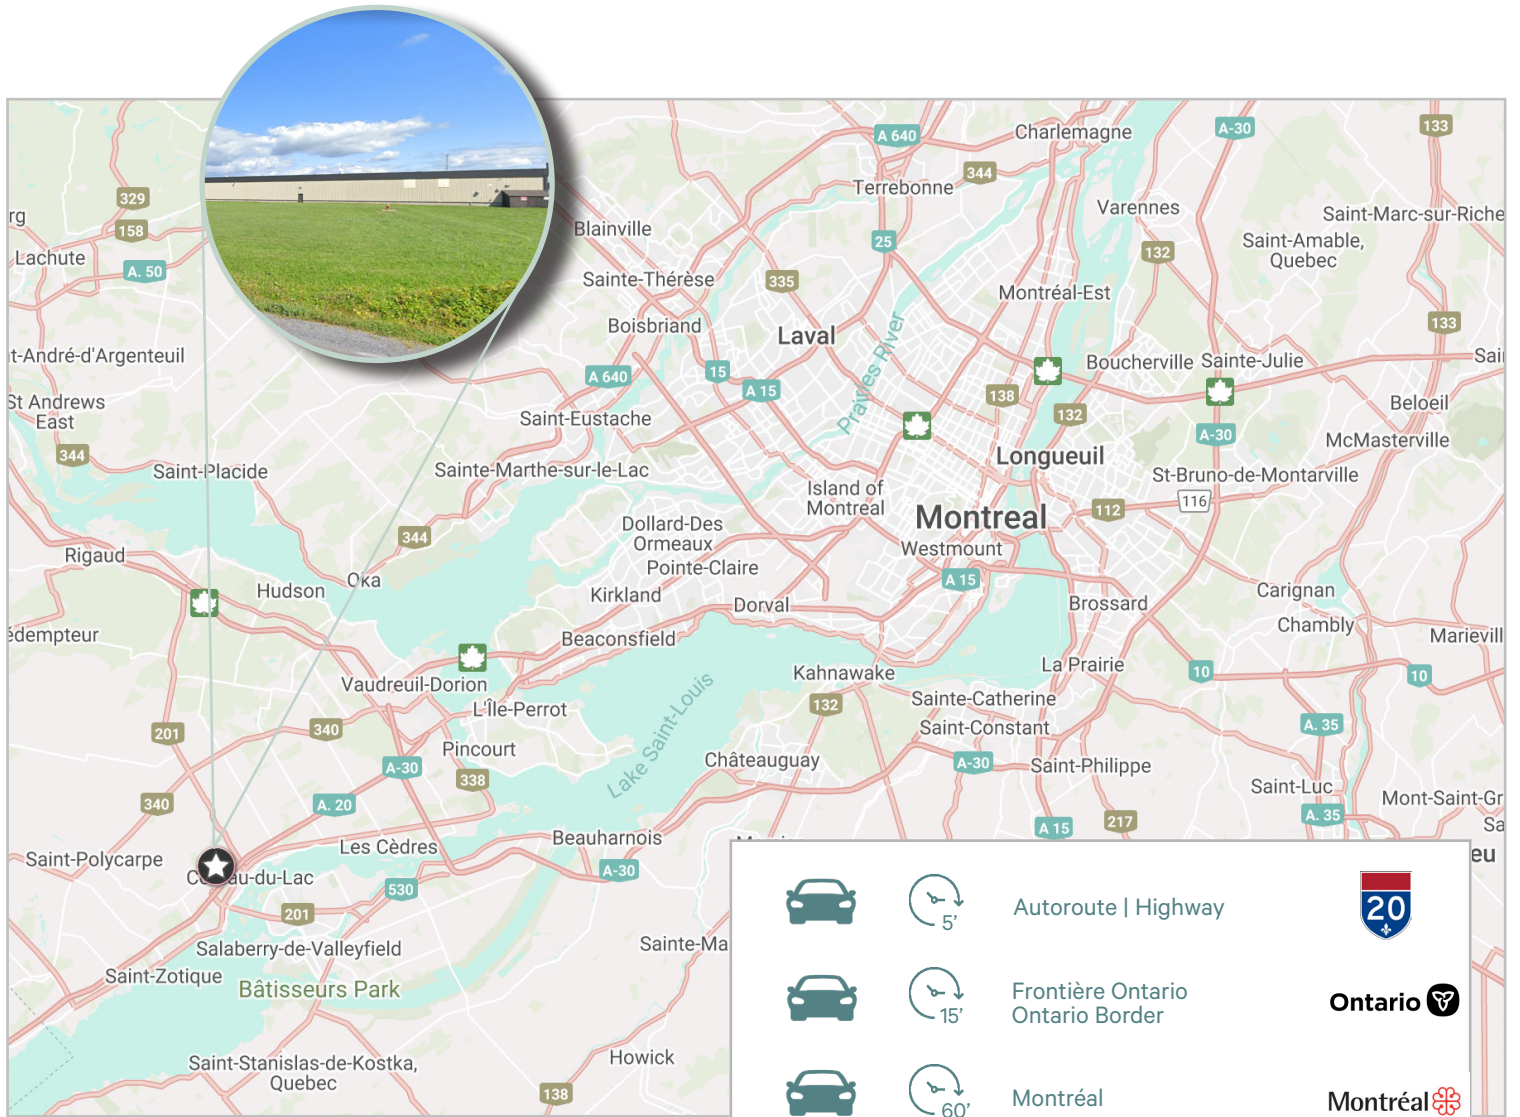 A 640
Charlemagne
A-30
133
344
Terrebonne
329
rg
158
Varennes
Saint-Marc-sur-Riche
Blainville
25
Saint-Amable,
Quebec
132
Lachute
A. 50
Sainte-Thérèse
335
Montréal-Est
Boisbriand
Laval
133
t-André-d'Argenteuil
Prairies River
Boucherville
Sainte-Julie
Sai
A 640
15
A 15
138
132
St Andrews
East
Saint-Eustache
Beloeil
A-30
McMasterville
344
Saint-Placide
Sainte-Marthe-sur-le-Lac
Longueuil
St-Bruno-de-Montarville
Island of
Montreal
116
112
Montreal
Dollard-Des
Ormeaux
344
Westmount
Rigaud
Pointe-Claire
A 15
Oka
Hudson
Kirkland
Dorval
Brossard
Carignan
édempteur
Beaconsfield
Chambly
Marievill
La Prairie
Kahnawake
10
10
Vaudreuil-Dorion
Sainte-Catherine
132
L'Île-Perrot
Saint-Constant
A. 35
201
340
Lake Saint-Louis
Pincourt
Châteauguay
A-30
A-30
Saint-Philippe
338
Saint-Luc
340
A. 20
Mont-Saint-Gr
A. 35
Sa
A 15
217
Beauharnois
Les Cèdres
eu
Saint-Polycarpe
A-30
au-du-Lac
530
201
Salaberry-de-Valleyfield
Sainte-Ma
Saint-Zotique
Bâtisseurs Park
Saint-Stanislas-de-Kostka,
Quebec
Howick
138
5'
Autoroute | Highway
20
15'
Frontière Ontario
Ontario Border
Ontario
60'
Montréal
Montréal